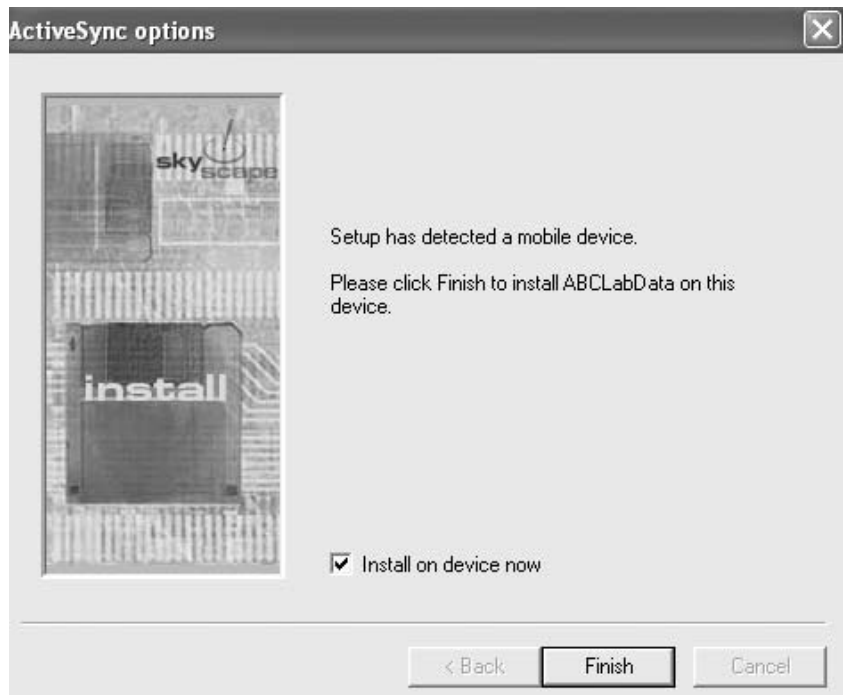 ActiveSync options
sky
scape
install
Setup has detected a mobile device.
Please click Finish to install ABCLabData on this
device.
Install on device now
< Back
Finish
Cancel